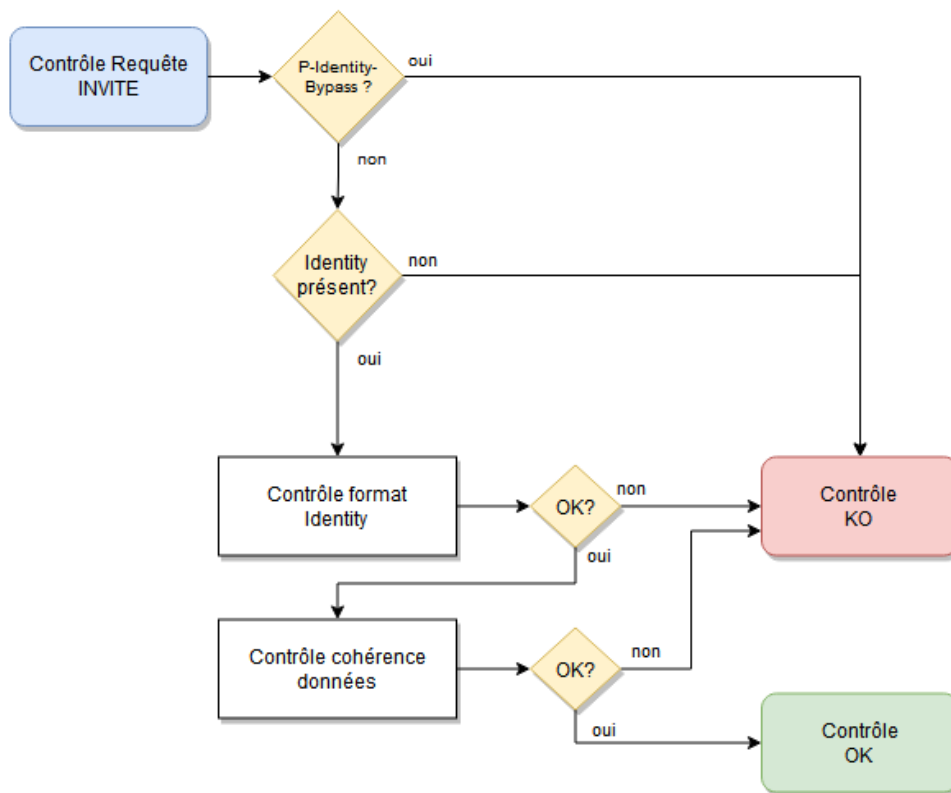 Contrôle Requête
INVITE
P-Identity-
Bypass ?
oui
non
Identity
présent?
non
oui
Contrôle format
Identity
OK?
non
oui
Contrôle
KO
Contrôle cohérence
données
OK?
non
oui
Contrôle
OK